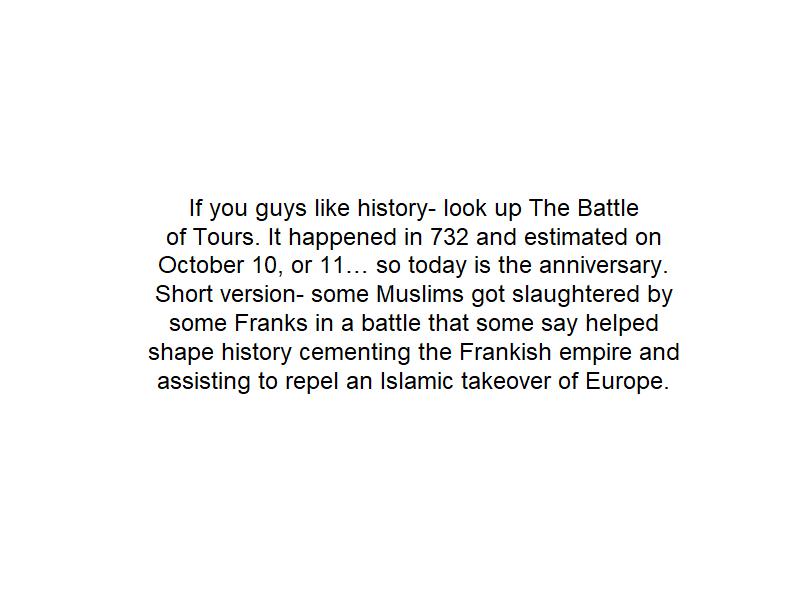 If you guys like history- look up The Battle
of Tours. It happened in 732 and estimated on
October 10, or 11... so today is the anniversary.
Short version- some Muslims got slaughtered by
some Franks in a battle that some say helped
shape history cementing the Frankish empire and
assisting to repel an Islamic takeover of Europe.